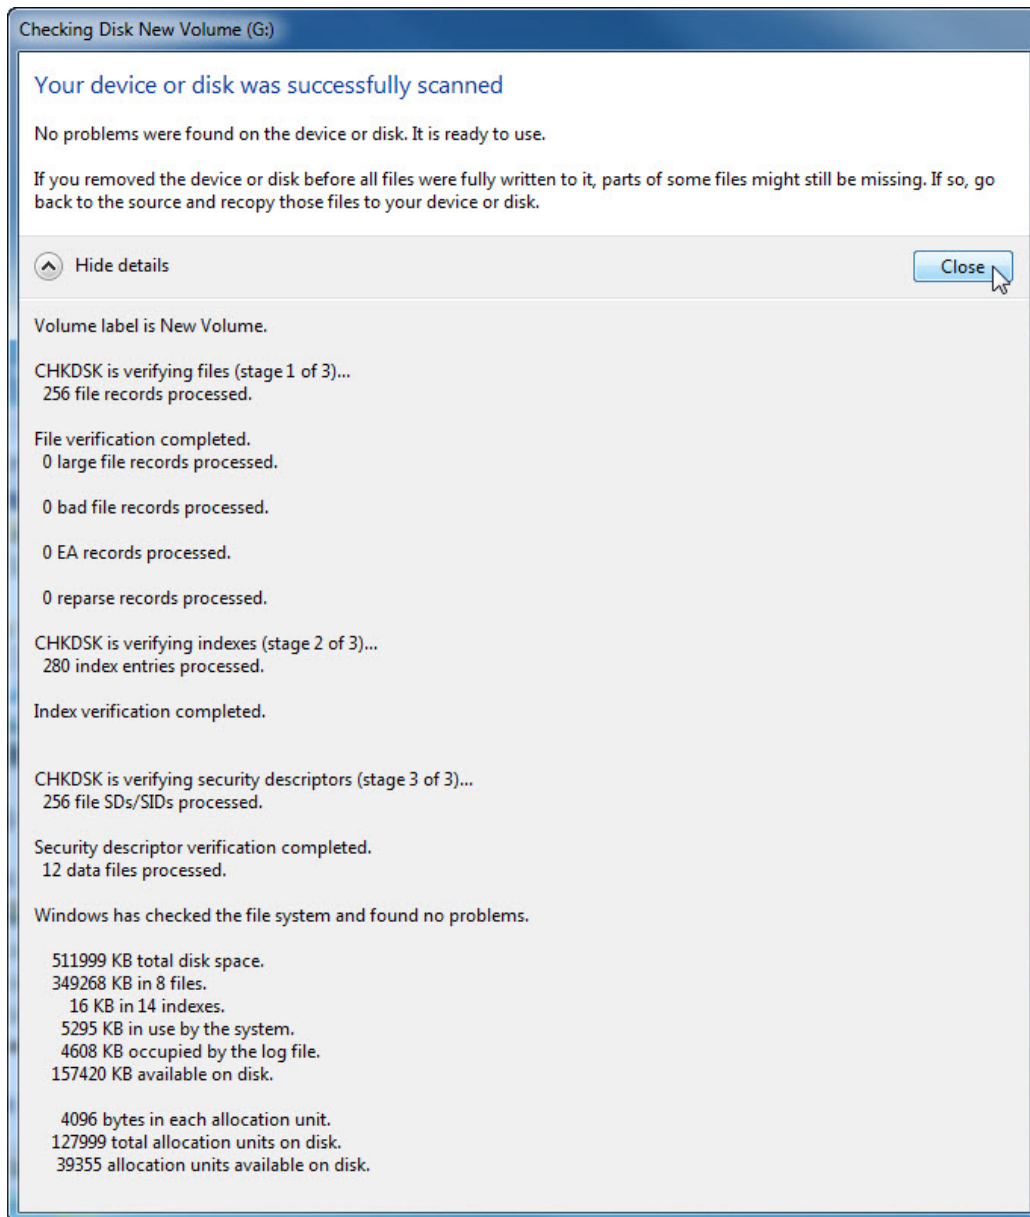 Checking Disk New Volume (G:)
Your device or disk was successfully scanned
No problems were found on the device or disk. It is ready to use.
If you removed the device or disk before all files were fully written to it, parts of some files might still be missing. If so, go
back to the source and recopy those files to your device or disk.
Hide details
Close
Volume label is New Volume.
CHKDSK is verifying files (stage 1 of 3)...
256 file records processed.
File verification completed.
0 large file records processed.
0 bad file records processed.
0 EA records processed.
0 reparse records processed.
CHKDSK is verifying indexes (stage 2 of 3)...
280 index entries processed.
Index verification completed.
CHKDSK is verifying security descriptors (stage 3 of 3)...
256 file SDs/SIDs processed.
Security descriptor verification completed.
12 data files processed.
Windows has checked the file system and found no problems.
511999 KB total disk space.
349268 KB in 8 files.
16 KB in 14 indexes.
5295 KB in use by the system.
4608 KB occupied by the log file.
157420 KB available on disk.
4096 bytes in each allocation unit.
127999 total allocation units on disk.
39355 allocation units available on disk.